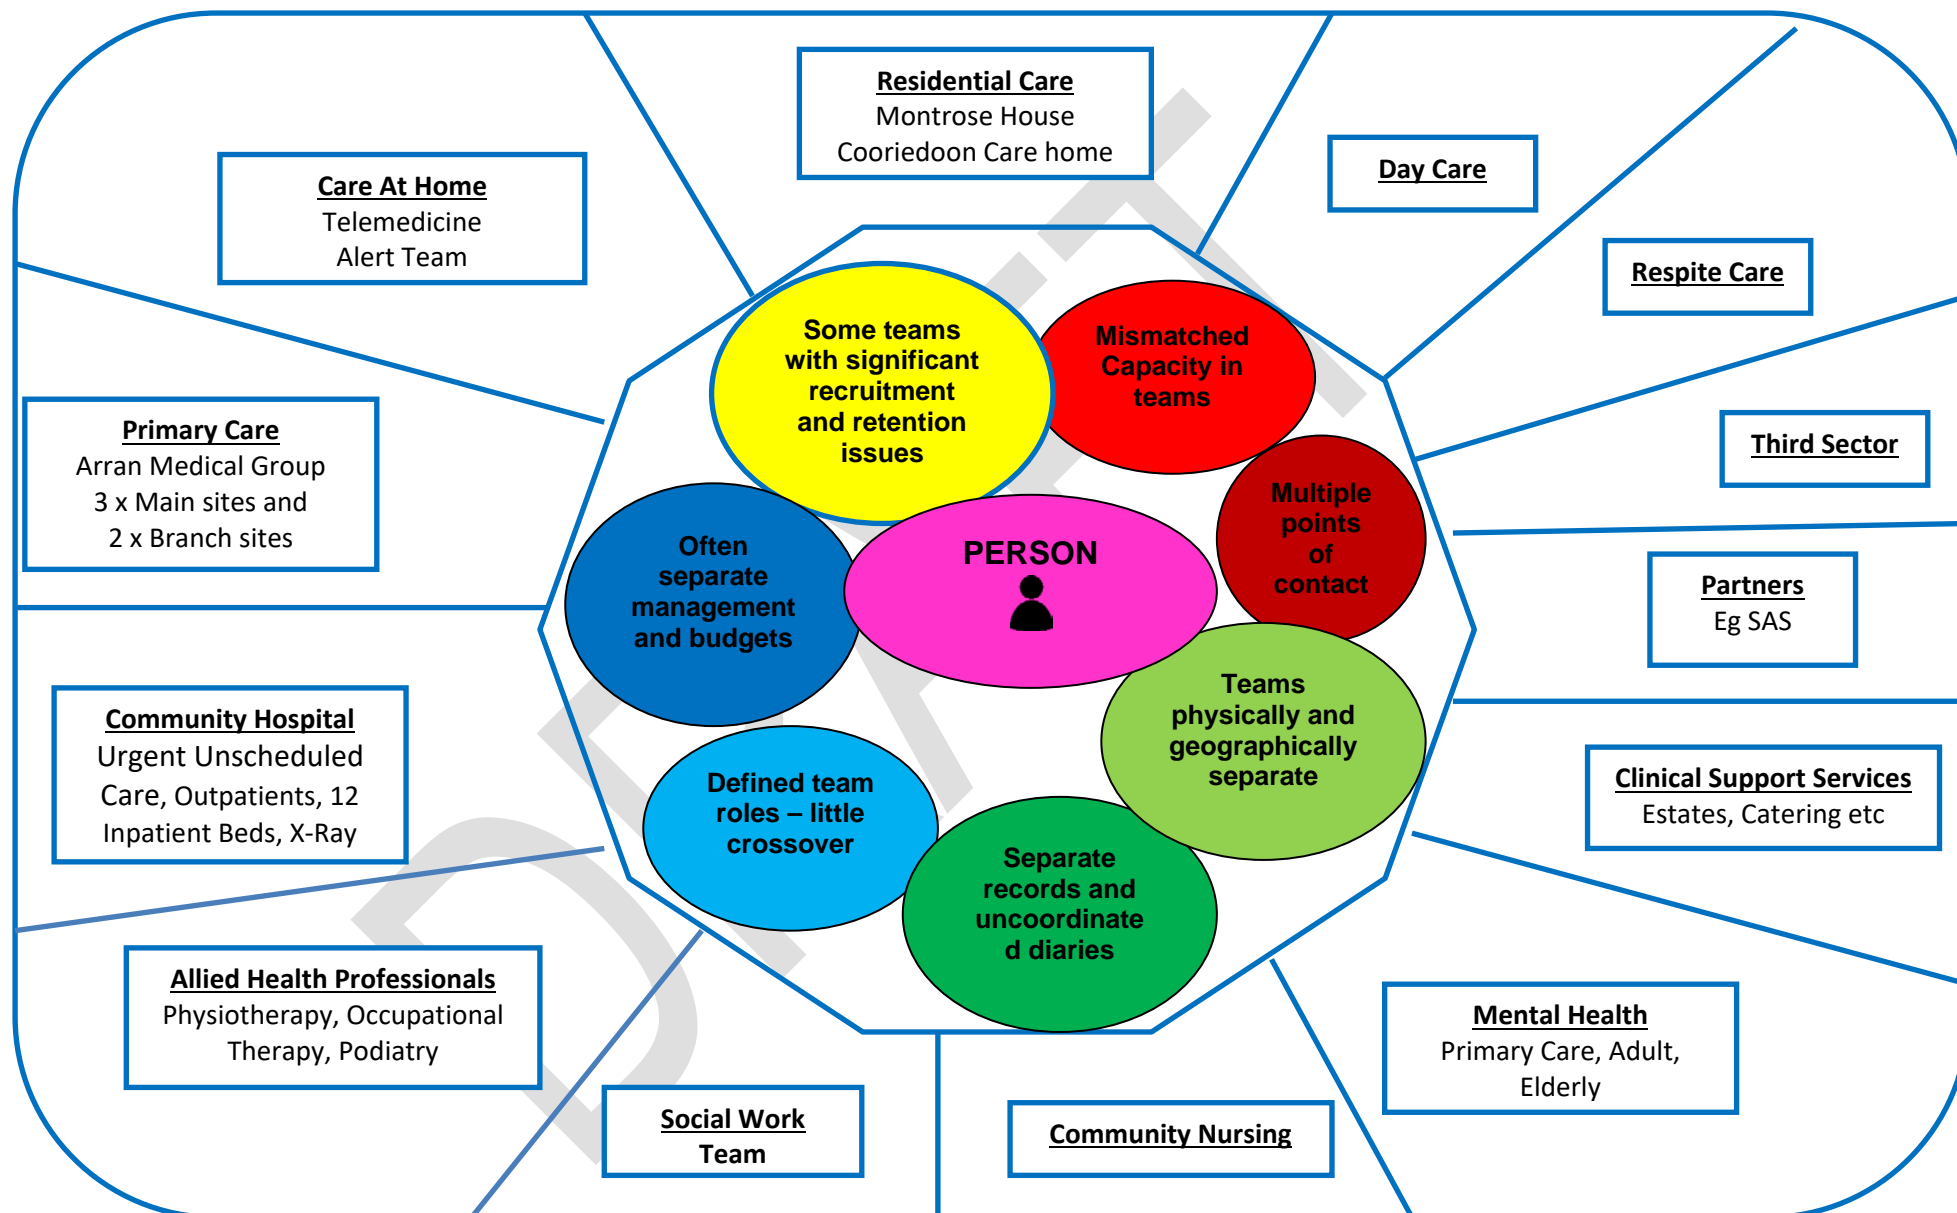 Residential Care
Montrose House
Cooriedoon Care home
Care At Home
Telemedicine
Alert Team
Day Care
Respite Care
Primary Care
Arran Medical Group
3 x Main sites and
2 x Branch sites
Third Sector
Partners
Eg SAS
Community Hospital
Urgent Unscheduled
Care, Outpatients, 12
Inpatient Beds, X-Ray
Clinical Support Services
Estates, Catering etc
Allied Health Professionals
Physiotherapy, Occupational
Therapy, Podiatry
Mental Health
Primary Care, Adult,
Elderly
Social Work
Team
Community Nursing
Some teams
with significant
recruitment
and retention
issues
Mismatched
Capacity in
teams
Multiple
points
of
contact
Often
separate
management
and budgets
PERSON
Teams
physically and
geographically
separate
Defined team
roles – little
crossover
Separate
records and
uncoordinate
d diaries
DRAFT